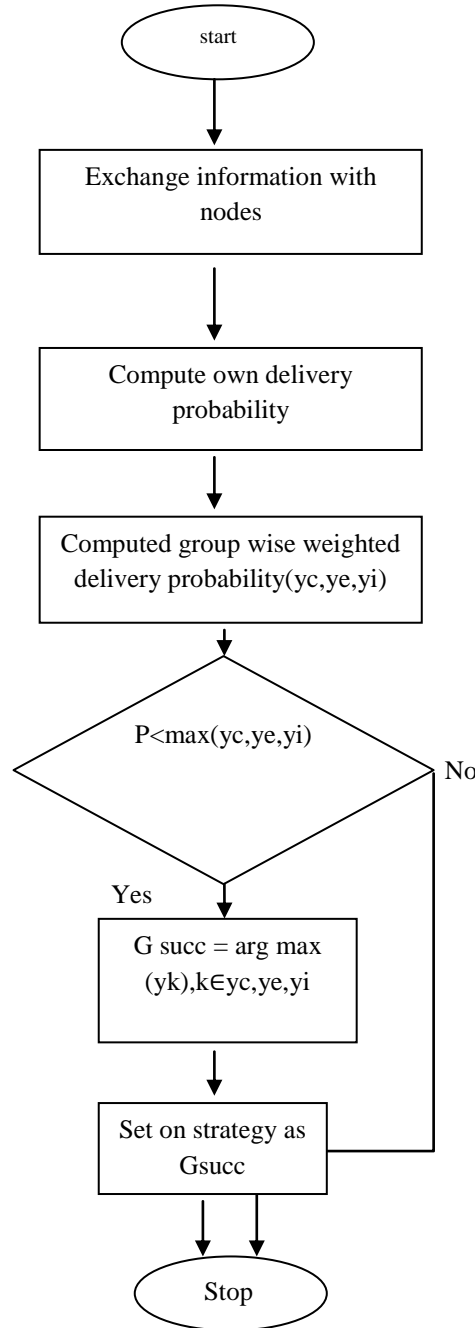 start
Exchange information with
nodes
Compute own delivery
probability
Computed group wise weighted
delivery probability(yc,ye,yi)
P<max(yc,ye,yi)
No
Yes
G succ = arg max
(yk),k∈yc,ye,yi
Set on strategy as
Gsucc
Stop